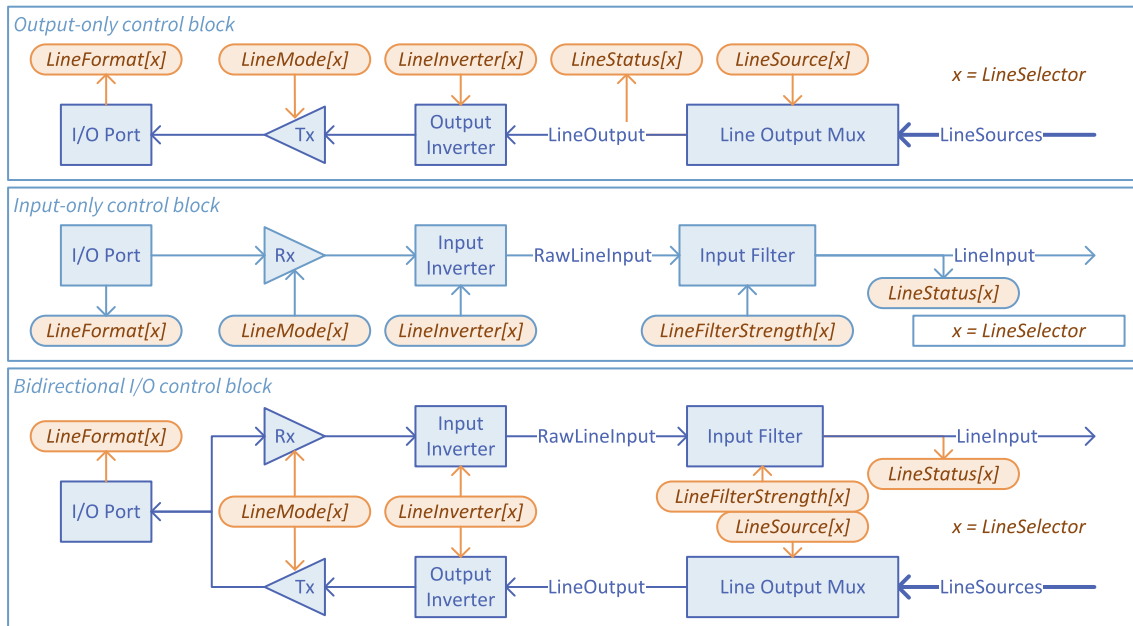 Output-only control block
LineFormat[x]
LineMode[x]
LineInverter[x]
LineStatus[x]
LineSource[x]
x = LineSelector
I/O Port
Tx
Output
Inverter
LineOutput
Line Output Mux
LineSources
Input-only control block
I/O Port
Rx
Input
Inverter
RawLineInput
Input Filter
LineInput
LineStatus[x]
LineFormat[x]
LineMode[x]
LineInverter[x]
LineFilterStrength[x]
x = LineSelector
Bidirectional I/O control block
LineFormat[x]
Rx
Input
Inverter
RawLineInput
Input Filter
LineInput
LineStatus[x]
I/O Port
LineMode[x]
LineInverter[x]
LineFilterStrength[x]
LineSource[x]
x = LineSelector
Tx
Output
Inverter
LineOutput
Line Output Mux
LineSources